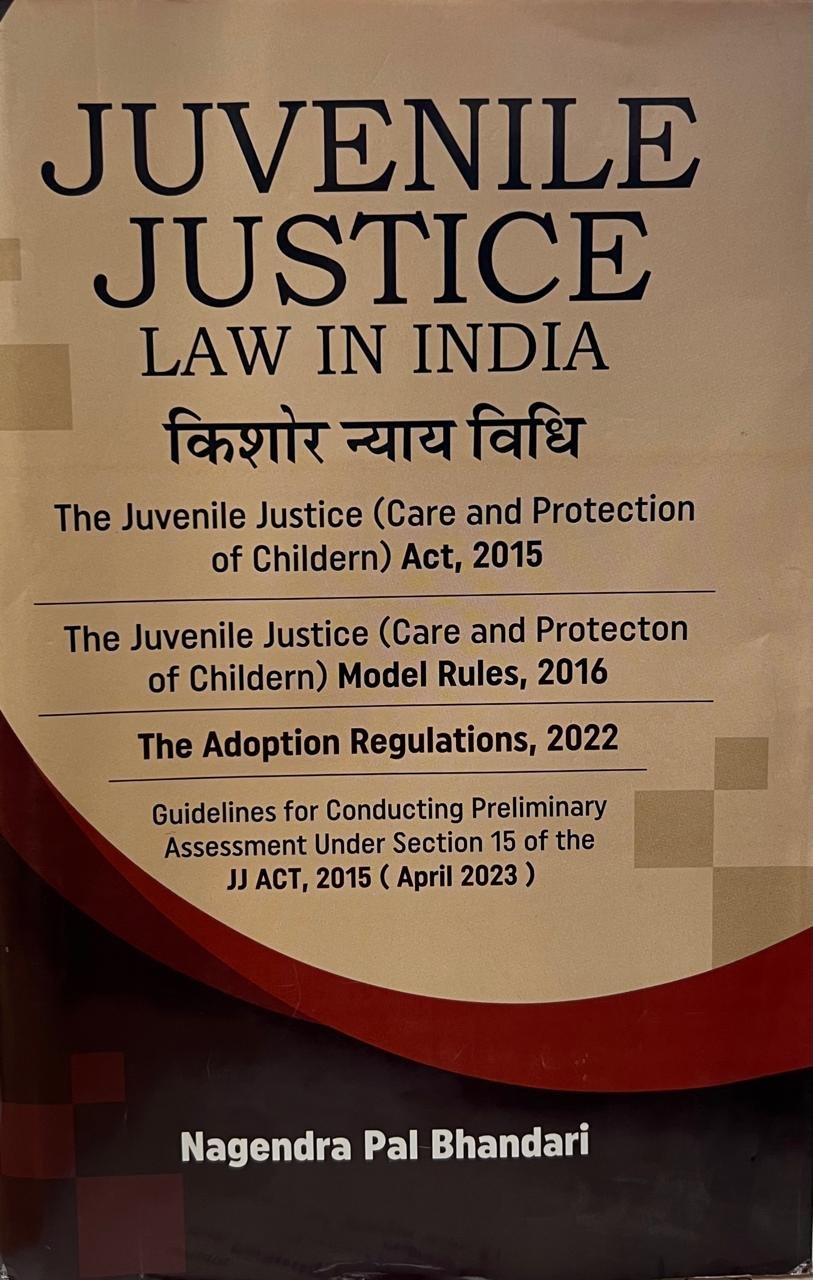 JUVENILE
JUSTICE
LAW IN INDIA
किशोर न्याय विधि
The Juvenile Justice (Care and Protection
of Childern) Act, 2015
The Juvenile Justice (Care and Protecton
of Childern) Model Rules, 2016
The Adoption Regulations, 2022
Guidelines for Conducting Preliminary
Assessment Under Section 15 of the
JJ ACT, 2015 ( April 2023 )
Nagendra Pal Bhandari